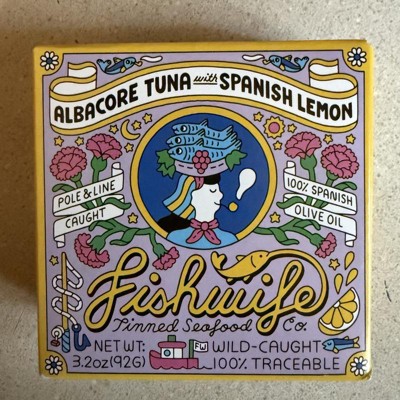 ALBACORE TUNA with SPANISH LEMON
POLE & LINE
CAUGHT
100% SPANISH
OLIVE OIL
Fishwife
Tinned Seafood Co.
NET WT:
3.2oz(92G)
FW
WILD-CAUGHT
100% TRACEABLE